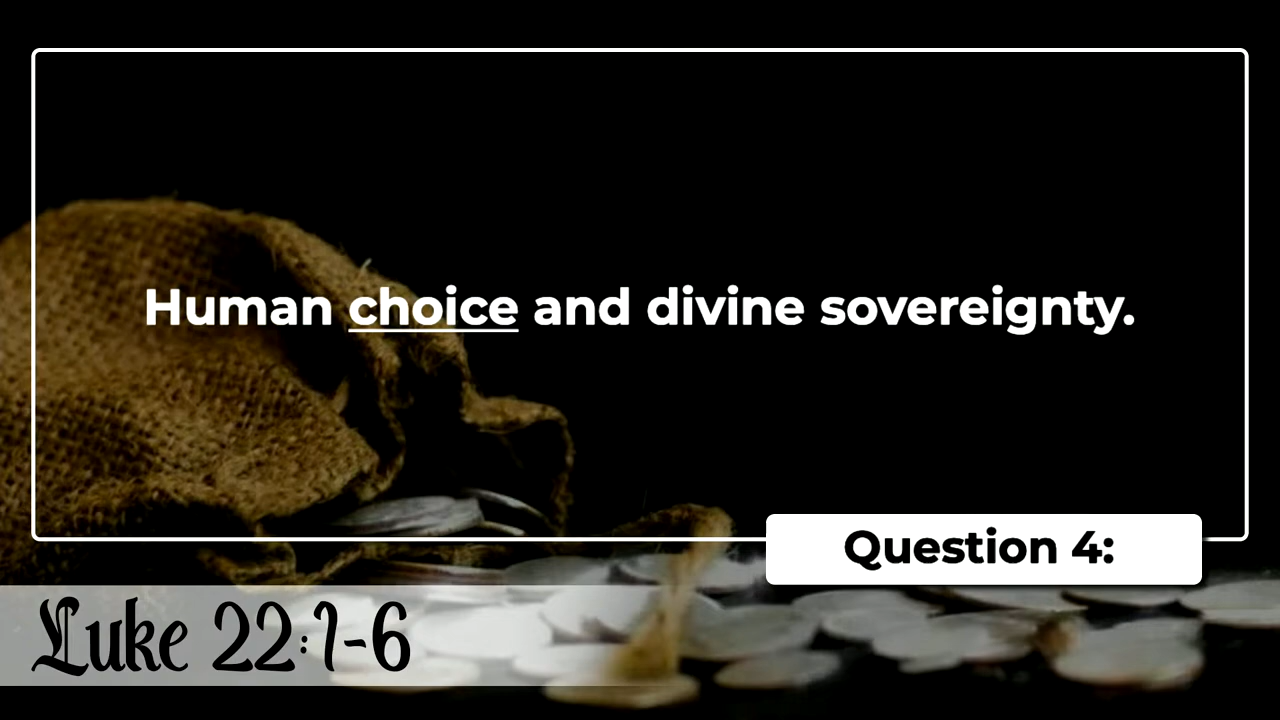 Human choice and divine sovereignty.
Question 4:
Luke 22:1-6